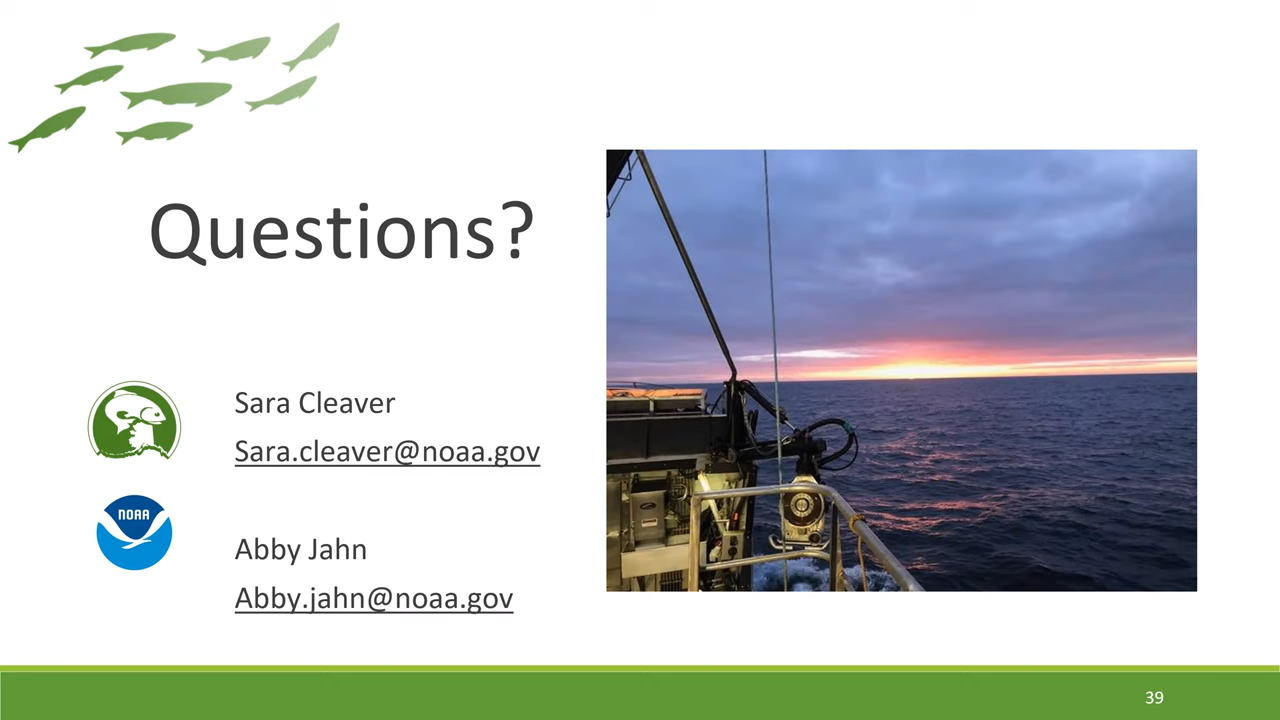 Questions?
Sara Cleaver
Sara.cleaver@noaa.gov
NOAA
Abby Jahn
Abby.jahn@noaa.gov
39